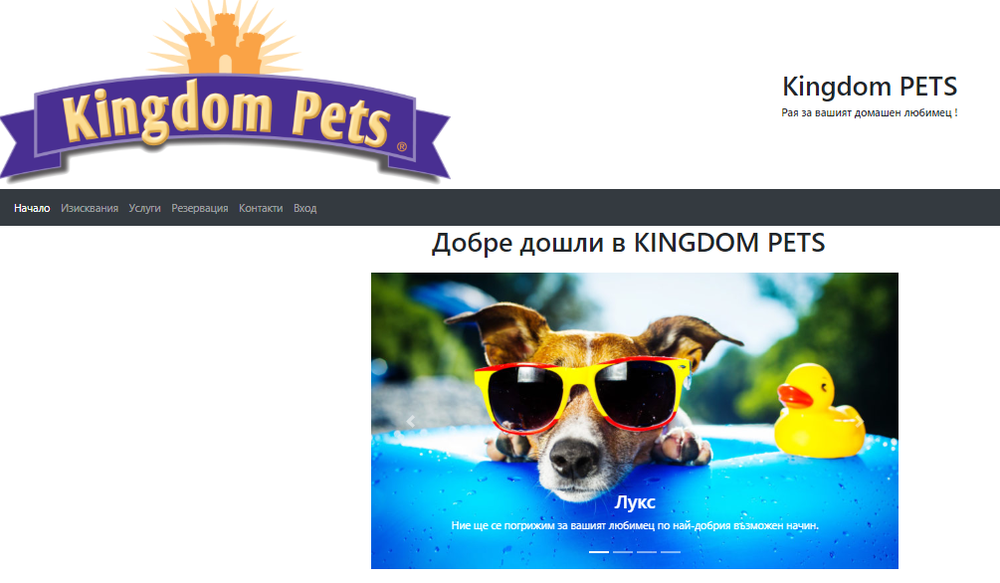 Kingdom Pets ®
Kingdom PETS
Рая за вашият домашен любимец !
Начало Изисквания Услуги Резервация Контакти Вход
Добре дошли в KINGDOM PETS
Лукс
Ние ще се погрижим за вашият любимец по най-добрия възможен начин.